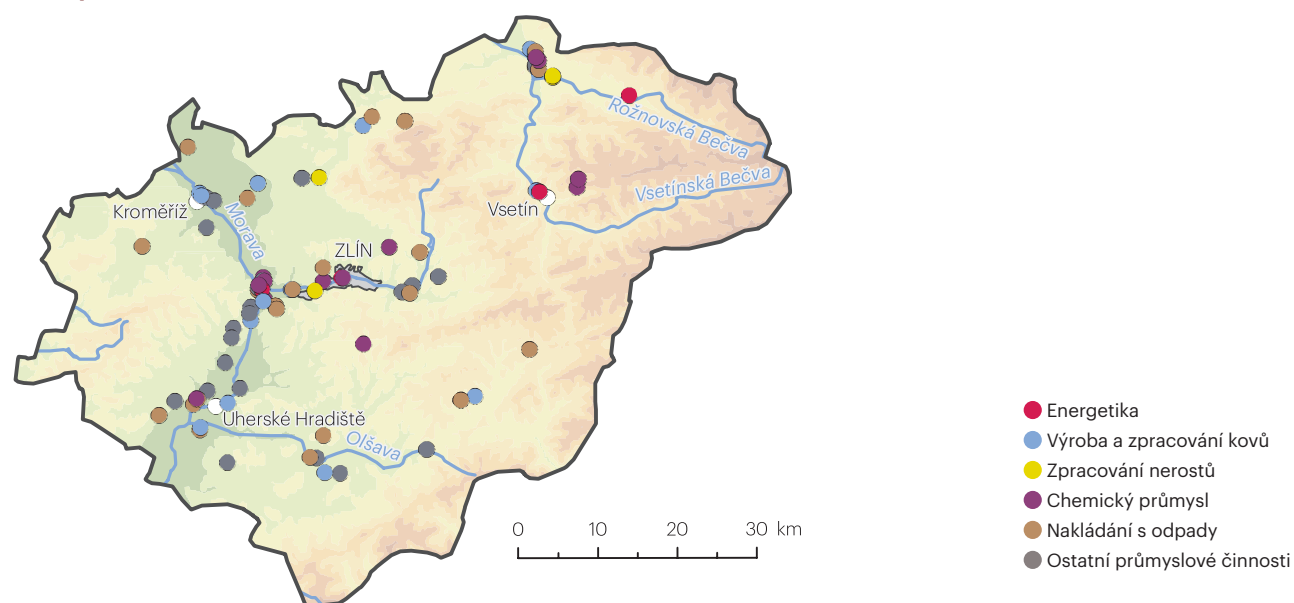 Rožnovská Bečva
Vsetínská Bečva
Vsetín
Kroměříž
Morava
ZLÍN
Uherské Hradiště
Olšava
0 10 20 30 km
Energetika
Výroba a zpracování kovů
Zpracování nerostů
Chemický průmysl
Nakládání s odpady
Ostatní průmyslové činnosti